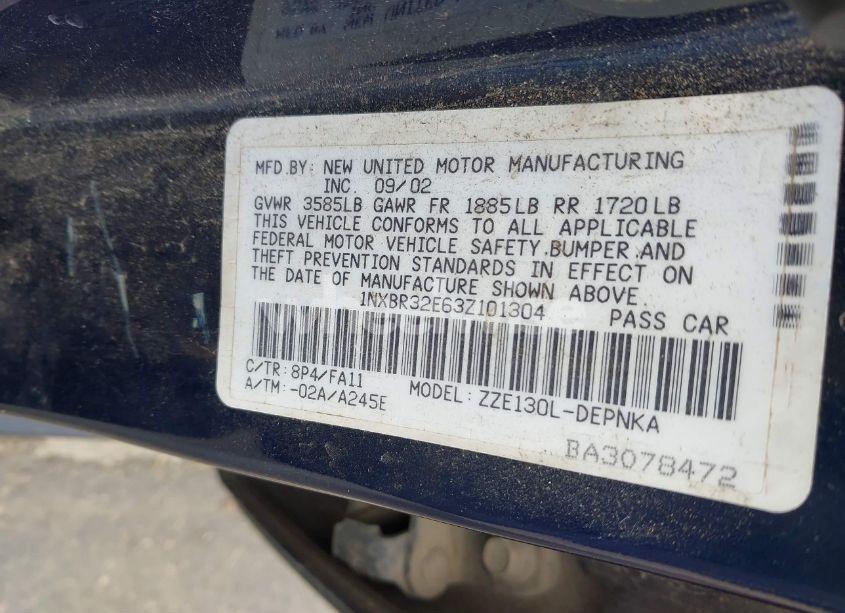 MFD.BY: NEW UNITED MOTOR MANUFACTURING
INC. 09/02
GVWR 3585LB GAWR FR 1885LB RR 1720LB
THIS VEHICLE CONFORMS TO ALL APPLICABLE
FEDERAL MOTOR VEHICLE SAFETY,BUMPER,AND
THEFT PREVENTION STANDARDS IN EFFECT ON
THE DATE OF MANUFACTURE SHOWN ABOVE.
1NXBR32E63Z101304 PASS CAR
C/TR: 8P4/FA11
A/TM: -02A/A245E
MODEL: ZZE130L-DEPNKA
BA3078472